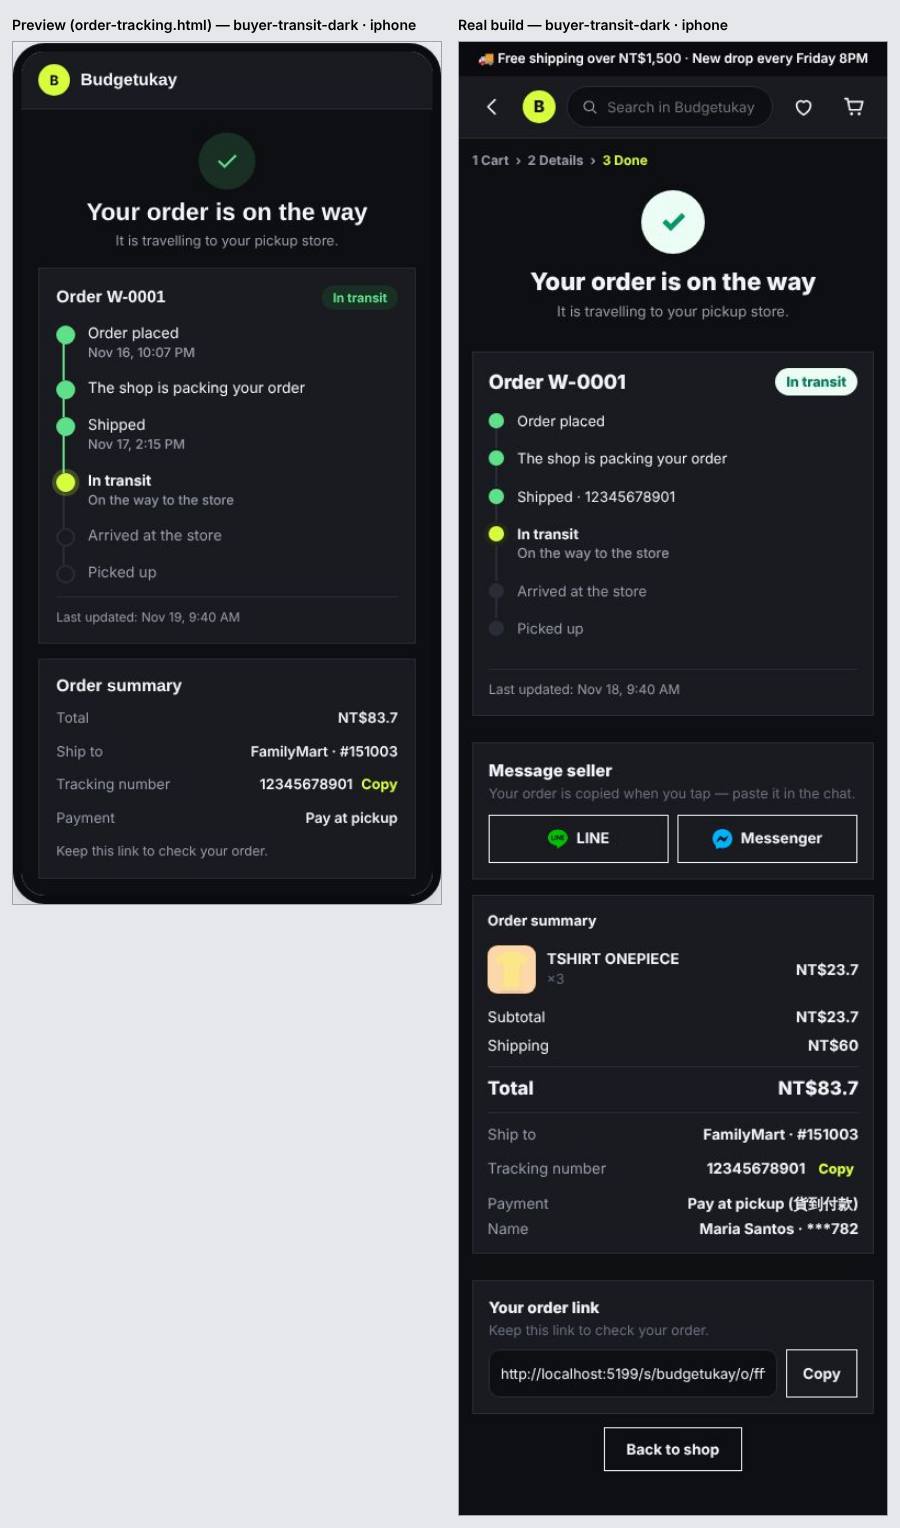 Preview (order-tracking.html) — buyer-transit-dark · iphone
B Budgetukay
Your order is on the way
It is travelling to your pickup store.
Order W-0001 In transit
Order placed
Nov 16, 10:07 PM
The shop is packing your order
Shipped
Nov 17, 2:15 PM
In transit
On the way to the store
Arrived at the store
Picked up
Last updated: Nov 19, 9:40 AM
Order summary
Total NT$83.7
Ship to FamilyMart · #151003
Tracking number 12345678901 Copy
Payment Pay at pickup
Keep this link to check your order.
Real build — buyer-transit-dark · iphone
🚚 Free shipping over NT$1,500 · New drop every Friday 8PM
B Search in Budgetukay
1 Cart › 2 Details › 3 Done
Your order is on the way
It is travelling to your pickup store.
Order W-0001 In transit
Order placed
The shop is packing your order
Shipped · 12345678901
In transit
On the way to the store
Arrived at the store
Picked up
Last updated: Nov 18, 9:40 AM
Message seller
Your order is copied when you tap — paste it in the chat.
LINE LINE Messenger
Order summary
TSHIRT ONEPIECE NT$23.7
×3
Subtotal NT$23.7
Shipping NT$60
Total NT$83.7
Ship to FamilyMart · #151003
Tracking number 12345678901 Copy
Payment Pay at pickup (貨到付款)
Name Maria Santos · ***782
Your order link
Keep this link to check your order.
http://localhost:5199/s/budgetukay/o/ff Copy
Back to shop